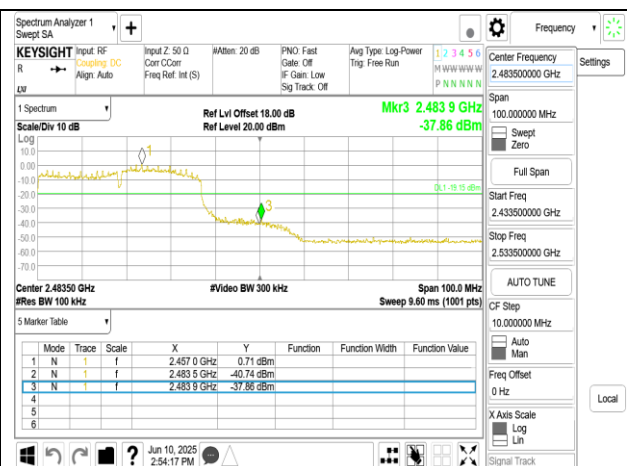 Spectrum Analyzer 1
Swept SA
+
Frequency
KEYSIGHT Input: RF Input Z: 50 Ω #Atten: 20 dB PNO: Fast Avg Type: Log-Power 1 2 3 4 5 6
R Coupling: DC Corr CCorr Gate: Off Trig: Free Run M W W W W W
Align: Auto Freq Ref: Int (S) IF Gain: Low P N N N N N
LXI Sig Track: Off
1 Spectrum
Ref Lvl Offset 18.00 dB
Mkr3 2.483 9 GHz
Scale/Div 10 dB Ref Level 20.00 dBm -37.86 dBm
Log
10.0
0.00
-10.0
-20.0
-30.0
-40.0
-50.0
-60.0
-70.0
1
3
DL1 -19.15 dBm
Center 2.48350 GHz #Video BW 300 kHz Span 100.0 MHz
#Res BW 100 kHz Sweep 9.60 ms (1001 pts)
5 Marker Table
Mode Trace Scale X Y Function Function Width Function Value
1 N 1 f 2.457 0 GHz 0.71 dBm
2 N 1 f 2.483 5 GHz -40.74 dBm
3 N 1 f 2.483 9 GHz -37.86 dBm
4
5
6
? Jun 10, 2025
2:54:17 PM
Center Frequency
2.483500000 GHz
Span
100.000000 MHz
Swept
Zero
Full Span
Start Freq
2.433500000 GHz
Stop Freq
2.533500000 GHz
AUTO TUNE
CF Step
10.000000 MHz
Auto
Man
Freq Offset
0 Hz
X Axis Scale
Log
Lin
Signal Track
Settings
Local